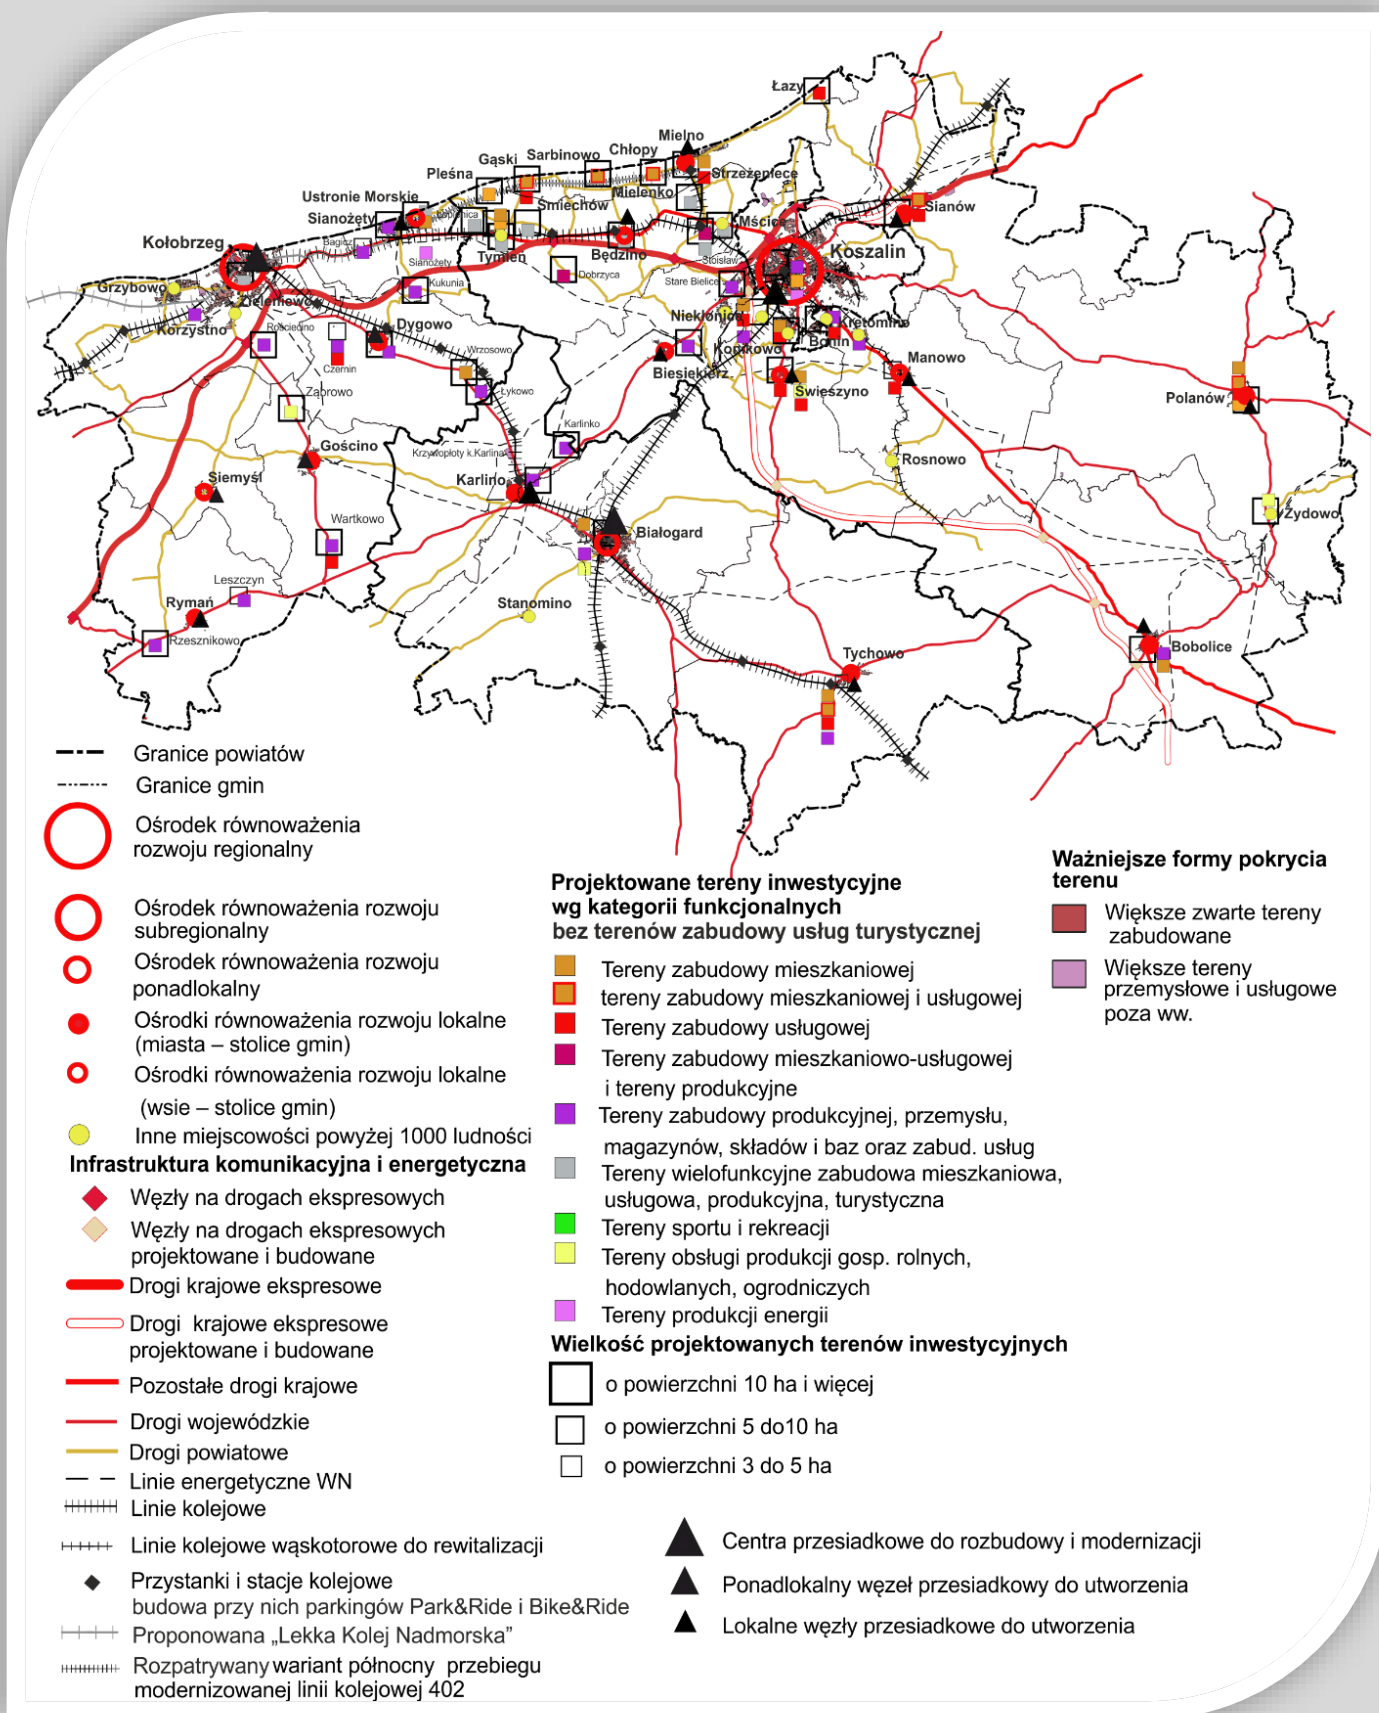 Łazy
Mielno
Chłopy
Sarbinowo
Gąski
Pleśna
Strzeżenice
Mielenko
Ustronie Morskie
Sianożęty
Śmiechów
Sianów
Mścice
Łopienica
Kołobrzeg
Bagicz
Koszalin
Tymień
Będzino
Stoisław
Sianożęty
Dobrzyca
Stare Bielice
Kukunia
Grzybowo
Zieleniewo
Niekłonice
Kretomino
Korzystno
Rościęcino
Dygowo
Bonin
Konikowo
Wrzosowo
Manowo
Czernin
Biesiekierz
Świeszyno
Ząbrowo
Łykowo
Polanów
Karlinko
Gościno
Krzywopłoty k.Karlina
Rosnowo
Siemyśl
Karlino
Żydowo
Wartkowo
Białogard
Leszczyn
Rymań
Stanomino
Rzesznikowo
Bobolice
Tychowo
Granice powiatów
Granice gmin
Ośrodek równoważenia
rozwoju regionalny
Ośrodek równoważenia rozwoju
subregionalny
Ośrodek równoważenia rozwoju
ponadlokalny
Ośrodki równoważenia rozwoju lokalne
(miasta – stolice gmin)
Ośrodki równoważenia rozwoju lokalne
(wsie – stolice gmin)
Inne miejscowości powyżej 1000 ludności
Infrastruktura komunikacyjna i energetyczna
Węzły na drogach ekspresowych
Węzły na drogach ekspresowych
projektowane i budowane
Drogi krajowe ekspresowe
Drogi krajowe ekspresowe
projektowane i budowane
Pozostałe drogi krajowe
Drogi wojewódzkie
Drogi powiatowe
Linie energetyczne WN
Linie kolejowe
Linie kolejowe wąskotorowe do rewitalizacji
Przystanki i stacje kolejowe
budowa przy nich parkingów Park&Ride i Bike&Ride
Proponowana „Lekka Kolej Nadmorska”
Rozpatrywany wariant północny przebiegu
modernizowanej linii kolejowej 402
Projektowane tereny inwestycyjne
wg kategorii funkcjonalnych
bez terenów zabudowy usług turystycznej
Tereny zabudowy mieszkaniowej
tereny zabudowy mieszkaniowej i usługowej
Tereny zabudowy usługowej
Tereny zabudowy mieszkaniowo-usługowej
i tereny produkcyjne
Tereny zabudowy produkcyjnej, przemysłu,
magazynów, składów i baz oraz zabud. usług
Tereny wielofunkcyjne zabudowa mieszkaniowa,
usługowa, produkcyjna, turystyczna
Tereny sportu i rekreacji
Tereny obsługi produkcji gosp. rolnych,
hodowlanych, ogrodniczych
Tereny produkcji energii
Wielkość projektowanych terenów inwestycyjnych
o powierzchni 10 ha i więcej
o powierzchni 5 do10 ha
o powierzchni 3 do 5 ha
Centra przesiadkowe do rozbudowy i modernizacji
Ponadlokalny węzeł przesiadkowy do utworzenia
Lokalne węzły przesiadkowe do utworzenia
Ważniejsze formy pokrycia
terenu
Większe zwarte tereny
zabudowane
Większe tereny
przemysłowe i usługowe
poza ww.